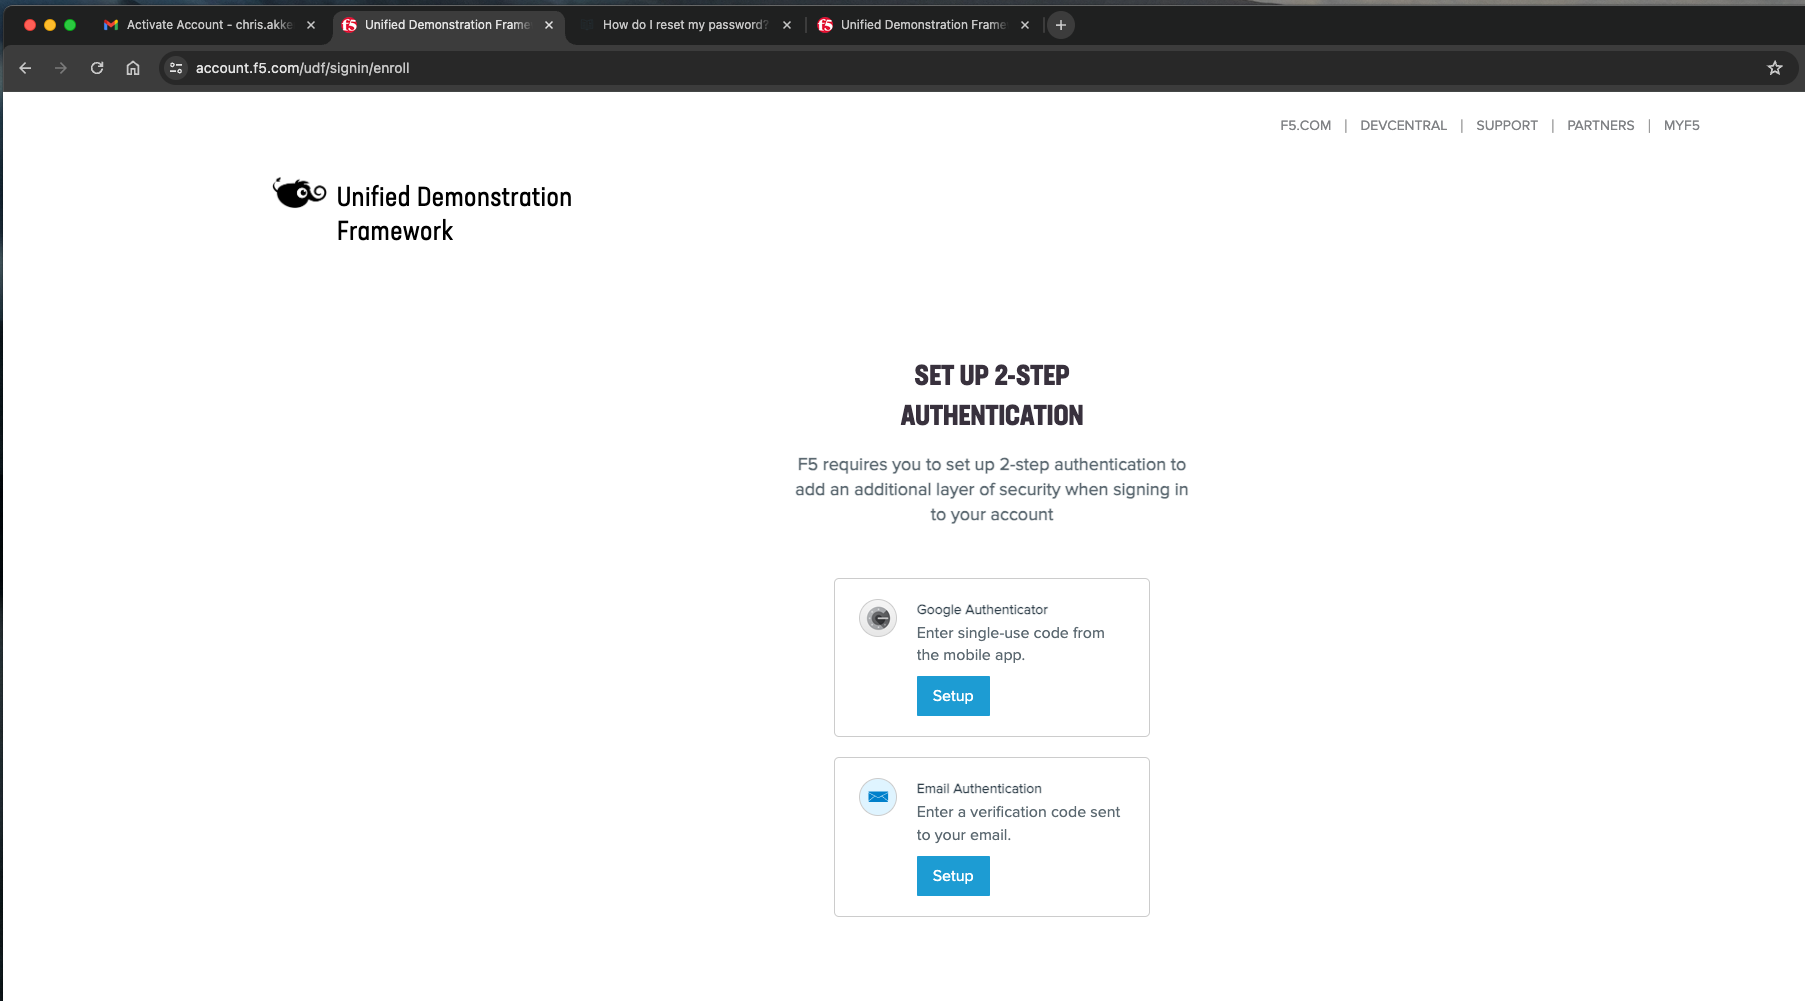 Activate Account - chris.akke
Unified Demonstration Frame
How do I reset my password?
Unified Demonstration Frame
account.f5.com/udf/signin/enroll
F5.COM | DEVCENTRAL | SUPPORT | PARTNERS | MYF5
Unified Demonstration
Framework
SET UP 2-STEP
AUTHENTICATION
F5 requires you to set up 2-step authentication to
add an additional layer of security when signing in
to your account
Google Authenticator
Enter single-use code from
the mobile app.
Setup
Email Authentication
Enter a verification code sent
to your email.
Setup